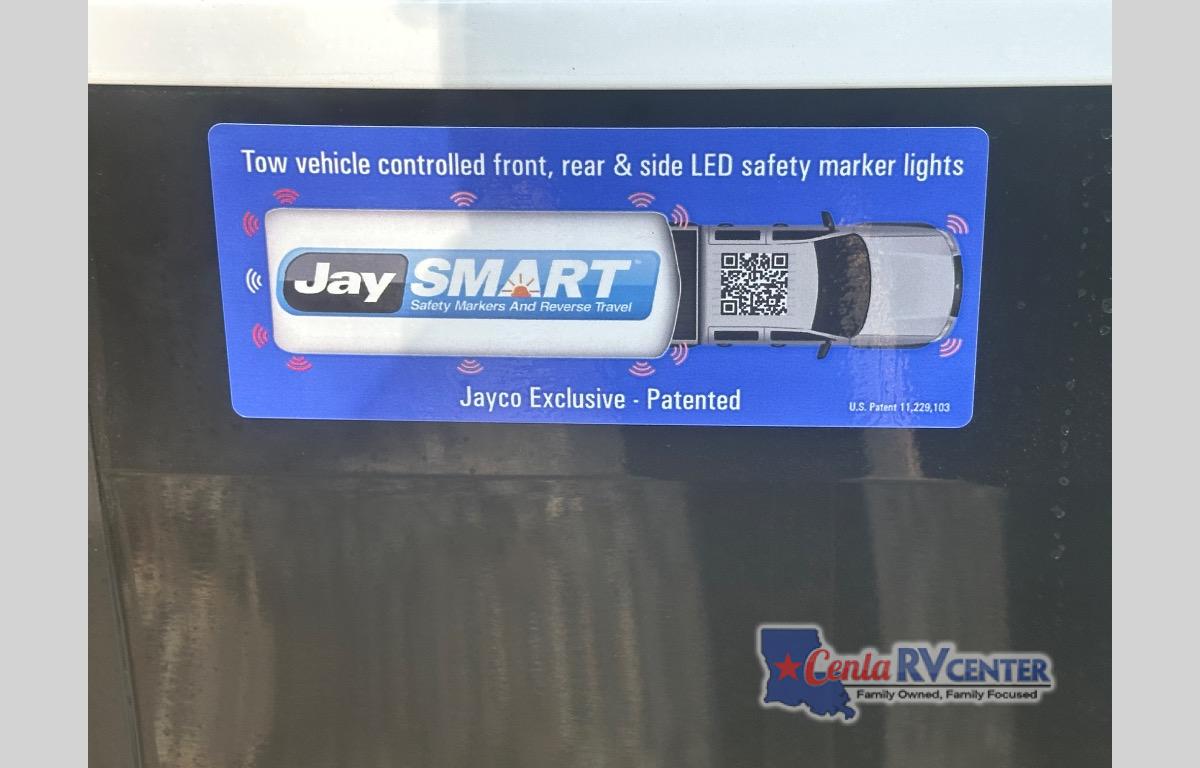 Tow vehicle controlled front, rear & side LED safety marker lights
Jay SMART™
Safety Markers And Reverse Travel
Jayco Exclusive - Patented
U.S. Patent 11,229,103
Cenla RV CENTER
Family Owned, Family Focused